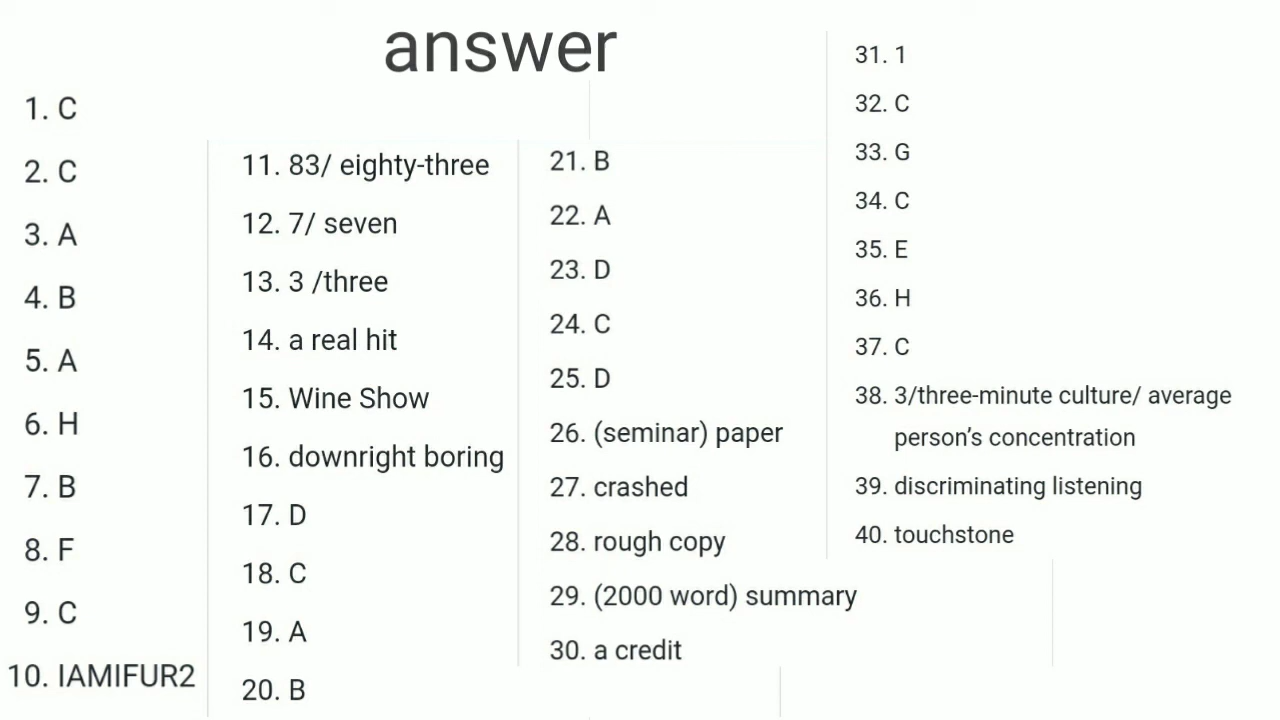 answer
1. C
2. C
3. A
4. B
5. A
6. H
7. B
8. F
9. C
10. IAMIFUR2
11. 83/ eighty-three
12. 7/ seven
13. 3 /three
14. a real hit
15. Wine Show
16. downright boring
17. D
18. C
19. A
20. B
21. B
22. A
23. D
24. C
25. D
26. (seminar) paper
27. crashed
28. rough copy
29. (2000 word) summary
30. a credit
31. 1
32. C
33. G
34. C
35. E
36. H
37. C
38. 3/three-minute culture/ average
person’s concentration
39. discriminating listening
40. touchstone